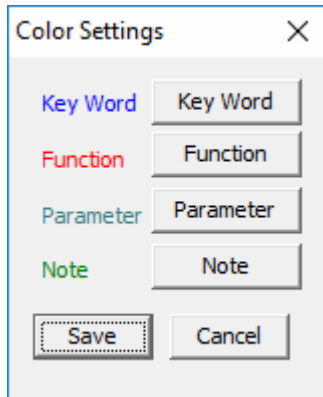 Color Settings
Key Word Key Word
Function Function
Parameter Parameter
Note Note
Save Cancel